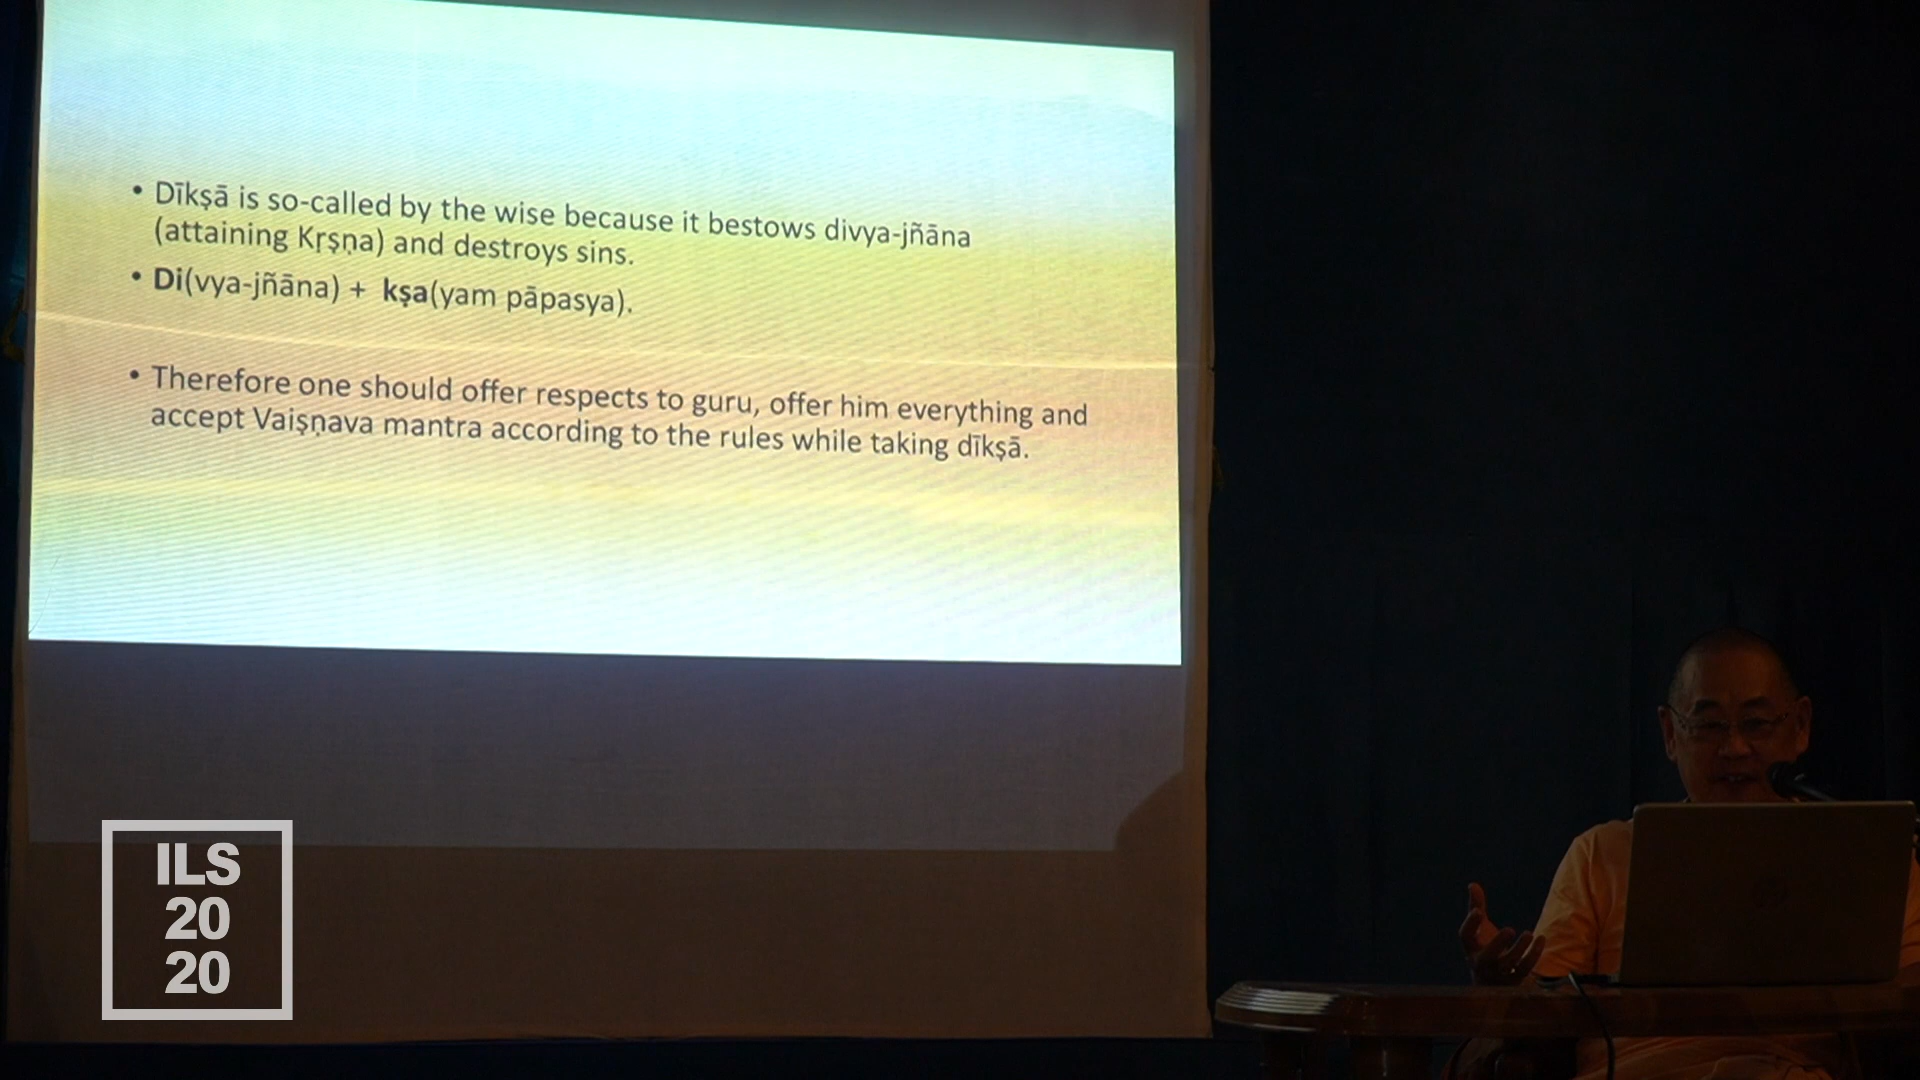 • Dīkṣā is so-called by the wise because it bestows divya-jñāna
(attaining Kṛṣṇa) and destroys sins.
• Di(vya-jñāna) + kṣa(yam pāpasya).
• Therefore one should offer respects to guru, offer him everything and
accept Vaiṣṇava mantra according to the rules while taking dīkṣā.
ILS
20
20